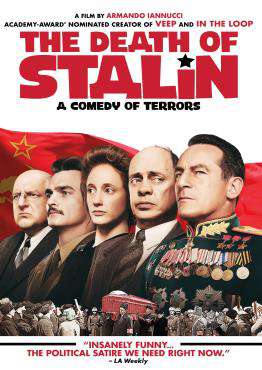 A FILM BY ARMANDO IANNUCCI
ACADEMY-AWARD® NOMINATED CREATOR OF VEEP AND IN THE LOOP
THE DEATH OF
STALIN
A COMEDY OF TERRORS
"INSANELY FUNNY...
THE POLITICAL SATIRE WE NEED RIGHT NOW."
– LA Weekly